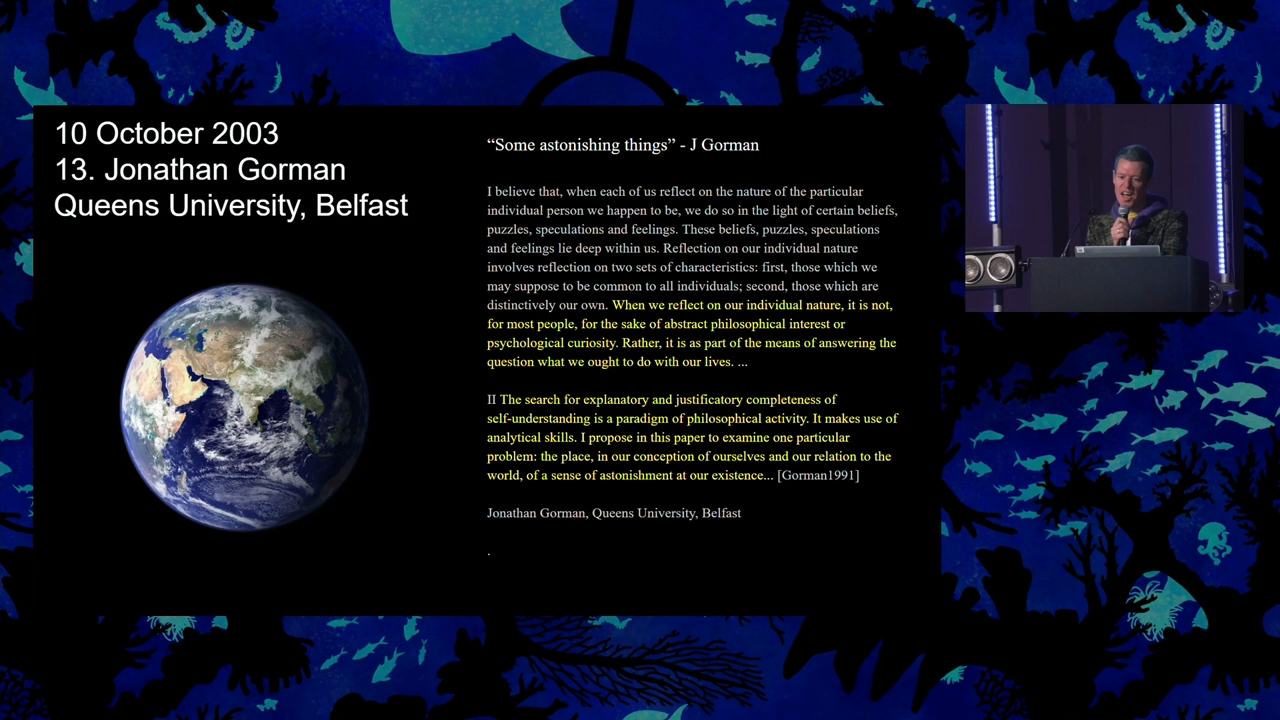 10 October 2003
13. Jonathan Gorman
Queens University, Belfast
“Some astonishing things” - J Gorman
I believe that, when each of us reflect on the nature of the particular
individual person we happen to be, we do so in the light of certain beliefs,
puzzles, speculations and feelings. These beliefs, puzzles, speculations
and feelings lie deep within us. Reflection on our individual nature
involves reflection on two sets of characteristics: first, those which we
may suppose to be common to all individuals; second, those which are
distinctively our own. When we reflect on our individual nature, it is not,
for most people, for the sake of abstract philosophical interest or
psychological curiosity. Rather, it is as part of the means of answering the
question what we ought to do with our lives. ...
II The search for explanatory and justificatory completeness of
self-understanding is a paradigm of philosophical activity. It makes use of
analytical skills. I propose in this paper to examine one particular
problem: the place, in our conception of ourselves and our relation to the
world, of a sense of astonishment at our existence... [Gorman1991]
Jonathan Gorman, Queens University, Belfast
.